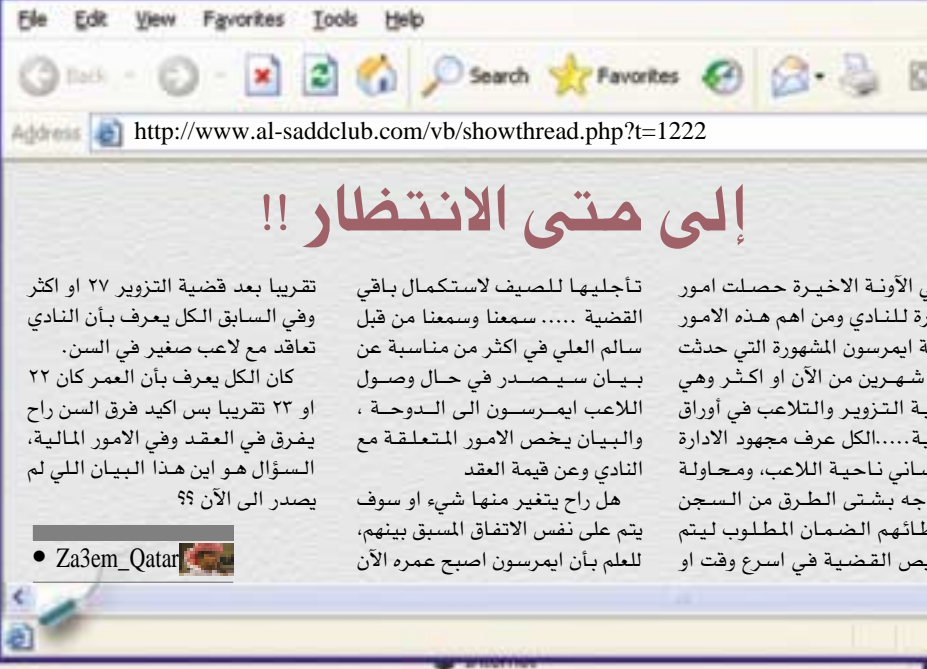 File Edit View Favorites Tools Help
Back Search Favorites
Address http://www.al-saddclub.com/vb/showthread.php?t=1222
إلى متى الانتظار !!
ي الآونة الاخيرة حصلت امور
رة للنادي ومن اهم هذه الامور
ة ايمرسون المشهورة التي حدثت
شهرين من الآن او اكثر وهي
ية التزوير والتلاعب في أوراق
ية.....الكل عرف مجهود الادارة
ساني ناحية اللاعب، ومحاولة
جه بشتى الطرق من السجن
طائهم الضمان المطلوب ليتم
يص القضية في اسرع وقت او
تأجليها للصيف لاستكمال باقي
القضية ..... سمعنا وسمعنا من قبل
سالم العلي في اكثر من مناسبة عن
بيان سيصدر في حال وصول
اللاعب ايمرسون الى الدوحة ،
والبيان يخص الامور المتعلقة مع
النادي وعن قيمة العقد
هل راح يتغير منها شيء او سوف
يتم على نفس الاتفاق المسبق بينهم،
للعلم بأن ايمرسون اصبح عمره الآن
تقريبا بعد قضية التزوير ٢٧ او اكثر
وفي السابق الكل يعرف بأن النادي
تعاقد مع لاعب صغير في السن.
كان الكل يعرف بأن العمر كان ٢٢
او ٢٣ تقريبا بس اكيد فرق السن راح
يفرق في العقد وفي الامور المالية،
السؤال هو اين هذا البيان اللي لم
يصدر الى الآن ؟؟
• Za3em_Qatar